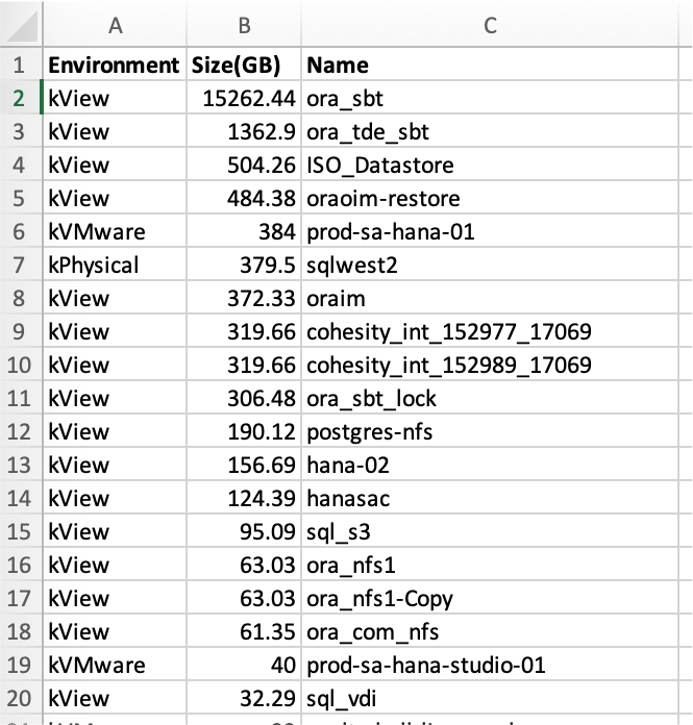 A B C
1 Environment Size(GB) Name
2 kView 15262.44 ora_sbt
3 kView 1362.9 ora_tde_sbt
4 kView 504.26 ISO_Datastore
5 kView 484.38 oraoim-restore
6 kVMware 384 prod-sa-hana-01
7 kPhysical 379.5 sqlwest2
8 kView 372.33 oraim
9 kView 319.66 cohesity_int_152977_17069
10 kView 319.66 cohesity_int_152989_17069
11 kView 306.48 ora_sbt_lock
12 kView 190.12 postgres-nfs
13 kView 156.69 hana-02
14 kView 124.39 hanasac
15 kView 95.09 sql_s3
16 kView 63.03 ora_nfs1
17 kView 63.03 ora_nfs1-Copy
18 kView 61.35 ora_com_nfs
19 kVMware 40 prod-sa-hana-studio-01
20 kView 32.29 sql_vdi